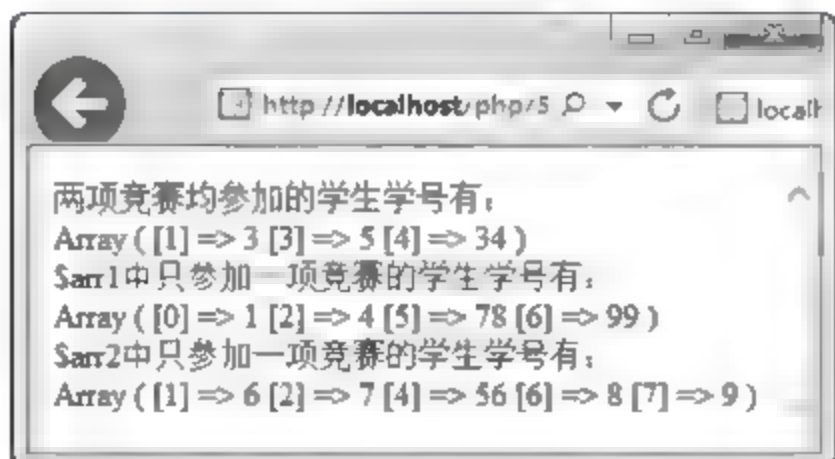 http://localhost/php/5 localh
两项竞赛均参加的学生学号有：
Array ( [1] => 3 [3] => 5 [4] => 34 )
$arr1中只参加一项竞赛的学生学号有：
Array ( [0] => 1 [2] => 4 [5] => 78 [6] => 99 )
$arr2中只参加一项竞赛的学生学号有：
Array ( [1] => 6 [2] => 7 [4] => 56 [6] => 8 [7] => 9 )